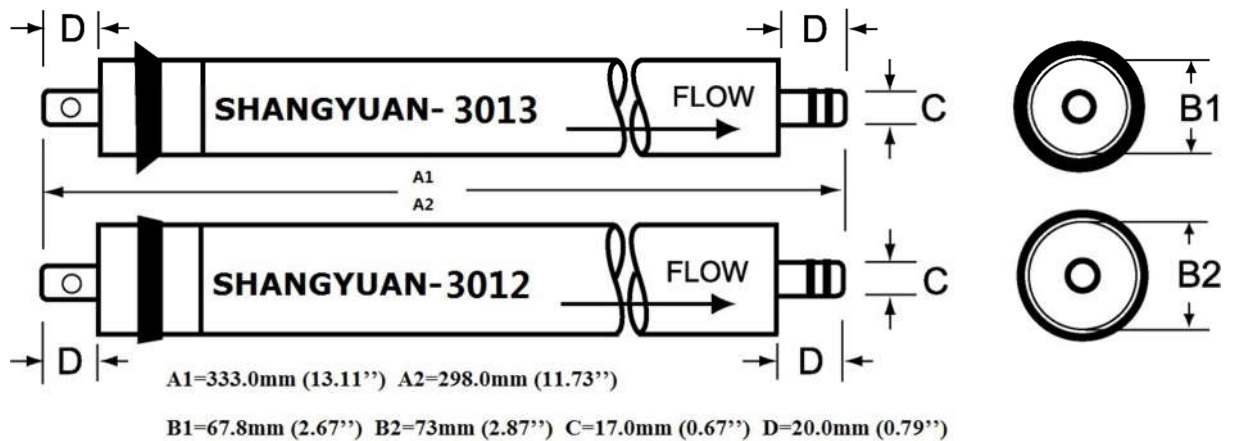 D D
SHANGYUAN- 3013 FLOW C B1
A1
A2
SHANGYUAN-3012 FLOW C B2
D D
A1=333.0mm (13.11’’) A2=298.0mm (11.73’’)
B1=67.8mm (2.67’’) B2=73mm (2.87’’) C=17.0mm (0.67’’) D=20.0mm (0.79’’)